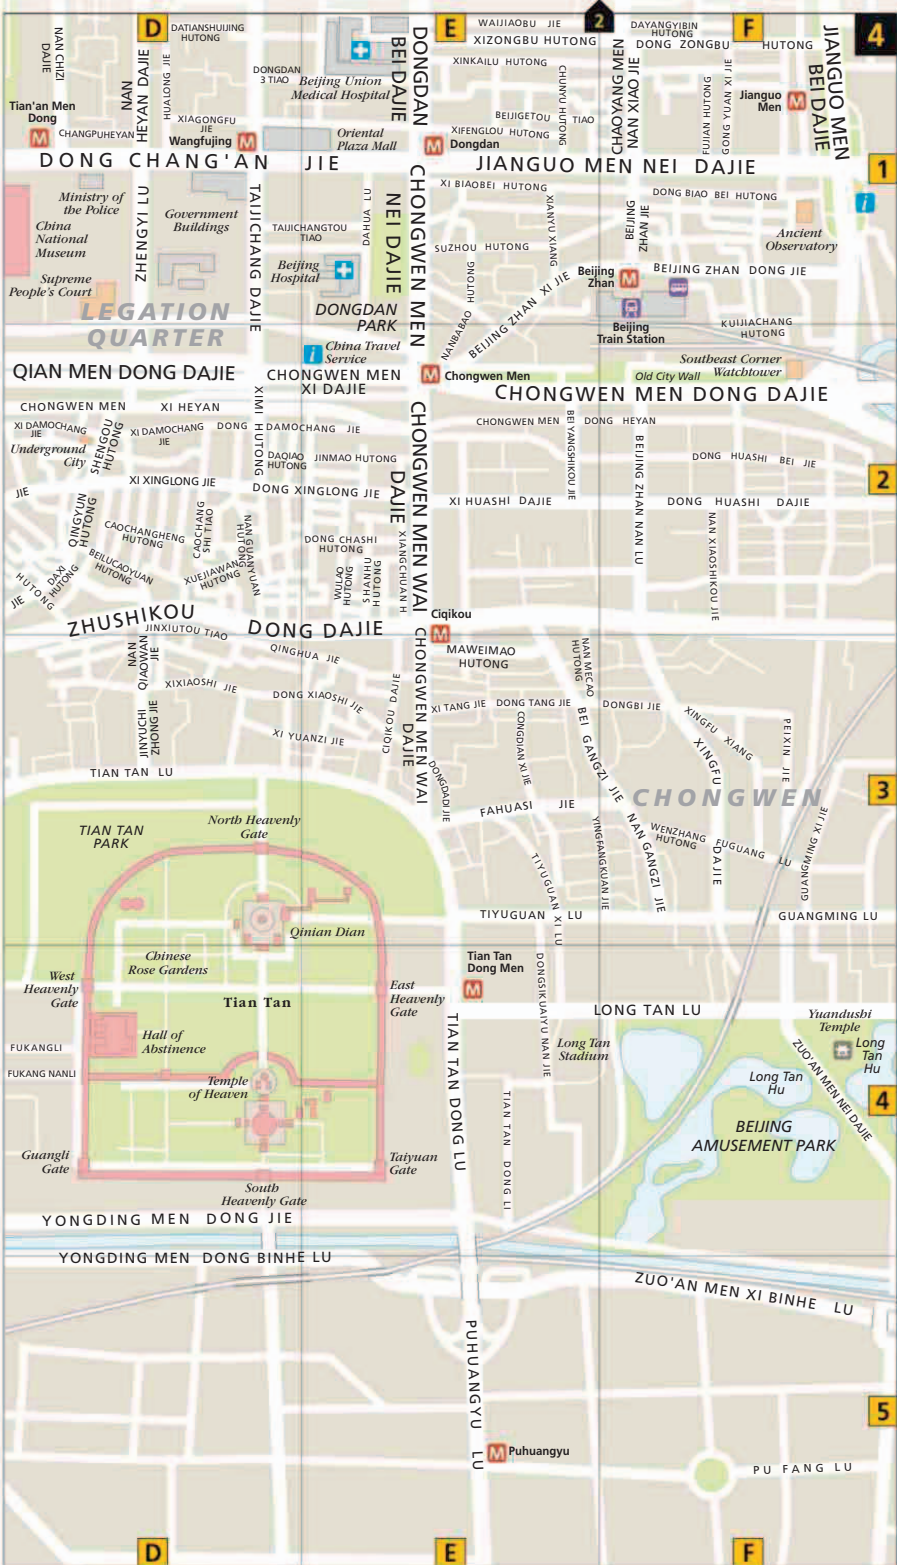 D
E
F
4
2
NAN CHIZI
DAJIE
NAN
HEYAN DAJIE
HUALONG JIE
DATIANSHUIJING
HUTONG
DONGDAN
3 TIAO
Beijing Union
Medical Hospital
BEI DAJIE
DONGDAN
WAIJIAOBU JIE
XIZONGBU HUTONG
XINKAILU HUTONG
CHUNYU HUTONG
CHAOYANG MEN
NAN XIAO JIE
DAYANGYIBIN
HUTONG
DONG ZONGBU
HUTONG
FUJIAN HUTONG
GONG YUAN XI JIE
Jianguo
Men
M
JIANGUO MEN
BEI DAJIE
Tian'an Men
Dong
M
CHANGPUHEYAN
XIAGONGFU
JIE
Wangfujing
M
Oriental
Plaza Mall
M
Dongdan
BEIJIGETOU TIAO
XIFENGLOU HUTONG
DONG CHANG'AN JIE
JIANGUO MEN NEI DAJIE
1
Ministry of
the Police
China
National
Museum
Supreme
People's Court
ZHENGYI LU
Government
Buildings
TAIJICHANG DAJIE
TAIJICHANGTOU
TIAO
DAHUA LU
NEI DAJIE
CHONGWEN MEN
Beijing
Hospital
DONGDAN
PARK
LEGATION
QUARTER
XI BIAOBEI HUTONG
XIANYU XIANG
SUZHOU HUTONG
NANBABAO HUTONG
BEIJING ZHAN XI JIE
BEIJING
ZHAN JIE
DONG BIAO BEI HUTONG
Ancient
Observatory
i
Beijing
Zhan
M
BEIJING ZHAN DONG JIE
Beijing
Train Station
KUIJIACHANG
HUTONG
i
China Travel
Service
QIAN MEN DONG DAJIE
CHONGWEN MEN
XI DAJIE
M
Chongwen Men
Southeast Corner
Watchtower
Old City Wall
CHONGWEN MEN DONG DAJIE
CHONGWEN MEN XI HEYAN
XI DAMOCHANG
JIE
Underground
City
SHENGOU
HUTONG
XI DAMOCHANG
JIE
DONG DAMOCHANG JIE
XIMI HUTONG
DAQIAO
HUTONG
JINMAO HUTONG
CHONGWEN MEN WAI
DAJIE
CHONGWEN MEN DONG HEYAN
BEI YANGSHIKOU JIE
BEIJING ZHAN NAN LU
DONG HUASHI BEI JIE
2
JIE
XI XINGLONG JIE
DONG XINGLONG JIE
XI HUASHI DAJIE
DONG HUASHI DAJIE
QINGYUN
HUTONG
CAOCHANGHENG
HUTONG
CAOCHANG
SHI TIAO
NAN GUANYUAN
HUTONG
BEILUCAOYUAN
HUTONG
XUEJIAWAN
HUTONG
DONG CHASHI
HUTONG
WULAO
HUTONG
SHANHU
HUTONG
XIANGCHUAN H
NAN XIAOSHIKOU JIE
DAXI
HUTONG
HUTONG
JIE
ZHUSHIKOU
DONG DAJIE
Ciqikou
M
JINXIUTOU TIAO
NAN
QIAOWAN
JIE
QINGHUA JIE
MAWEIMAO
HUTONG
NAN MECAO
HUTONG
XIXIAOSHI JIE
DONG XIAOSHI JIE
CIQIKOU DAJIE
CHONGWEN MEN WAI
DAJIE
XI TANG JIE
DONG TANG JIE
DONGBI JIE
JINYUCHI
ZHONG JIE
XI YUANZI JIE
CONGDIAN XI JIE
BEI GANGZI JIE
XINGFU XIANG
XINGFU
DAJIE
PEIXIN JIE
TIAN TAN LU
DONGDADI JIE
CHONGWEN
3
FAHUASI JIE
YINGFANGKUAN JIE
NAN GANGZI JIE
WENZHANG
HUTONG
FUGUANG LU
GUANGMING XI JIE
TIAN TAN
PARK
North Heavenly
Gate
TIYUGUAN XI LU
Qinian Dian
TIYUGUAN LU
GUANGMING LU
Chinese
Rose Gardens
Tian Tan
Dong Men
M
DONGSIKUAIYU NAN JIE
West
Heavenly
Gate
Tian Tan
East
Heavenly
Gate
LONG TAN LU
Yuandushi
Temple
Hall of
Abstinence
FUKANGLI
FUKANG NANLI
TIAN TAN DONG LU
Long Tan
Stadium
Long
Tan
Hu
ZUO'AN MEN NEI DAJIE
Temple
of Heaven
Long Tan
Hu
4
TIAN TAN DONG LI
BEIJING
AMUSEMENT PARK
Guangli
Gate
Taiyuan
Gate
South
Heavenly Gate
YONGDING MEN DONG JIE
YONGDING MEN DONG BINHE LU
ZUO'AN MEN XI BINHE LU
PUHUANGYU LU
5
M
Puhuangyu
PU FANG LU
D
E
F